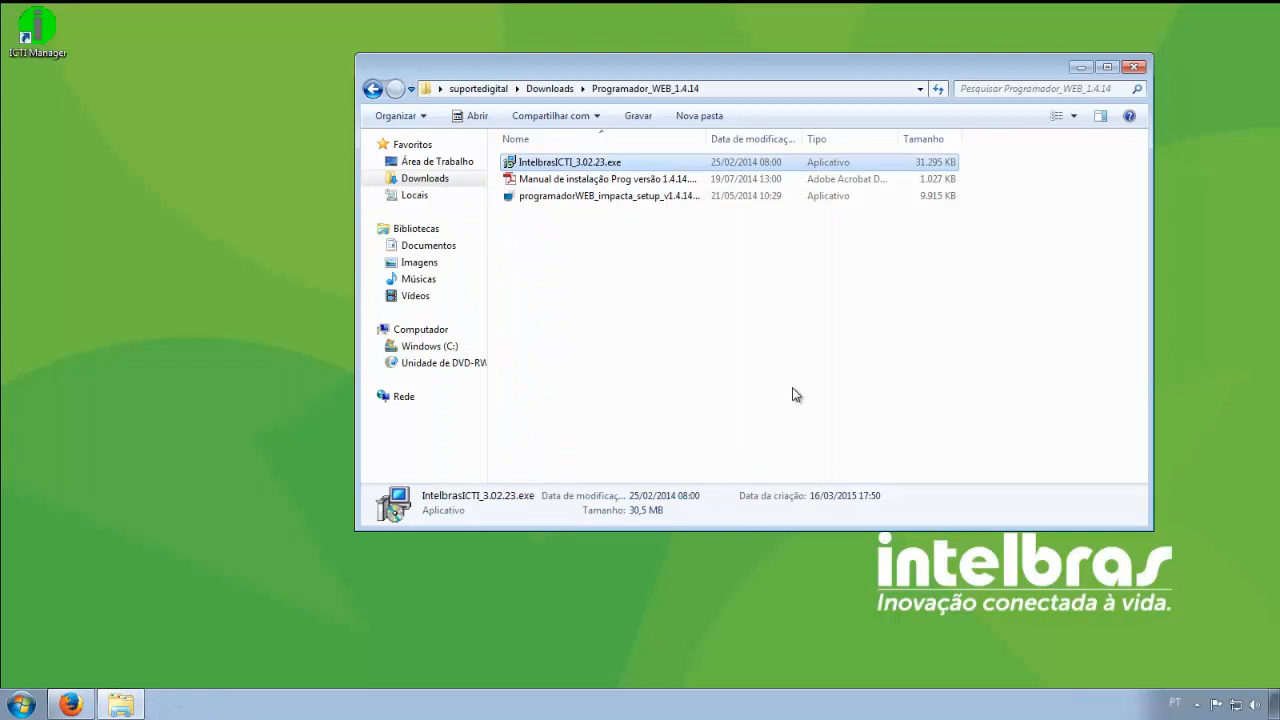 ICTI Manager
suportedigital
Downloads
Programador_WEB_1.4.14
Pesquisar Programador_WEB_1.4.14
Organizar
Abrir
Compartilhar com
Gravar
Nova pasta
Favoritos
Área de Trabalho
Downloads
Locais
Bibliotecas
Documentos
Imagens
Músicas
Vídeos
Computador
Windows (C:)
Unidade de DVD-RW
Rede
Nome Data de modificaç... Tipo Tamanho
IntelbrasICTI_3.02.23.exe 25/02/2014 08:00 Aplicativo 31.295 KB
Manual de instalação Prog versão 1.4.14.... 19/07/2014 13:00 Adobe Acrobat D... 1.027 KB
programadorWEB_impacta_setup_v1.4.14... 21/05/2014 10:29 Aplicativo 9.915 KB
IntelbrasICTI_3.02.23.exe Data de modificaç... 25/02/2014 08:00 Data da criação: 16/03/2015 17:50
Aplicativo Tamanho: 30,5 MB
intelbras
Inovação conectada à vida.
PT